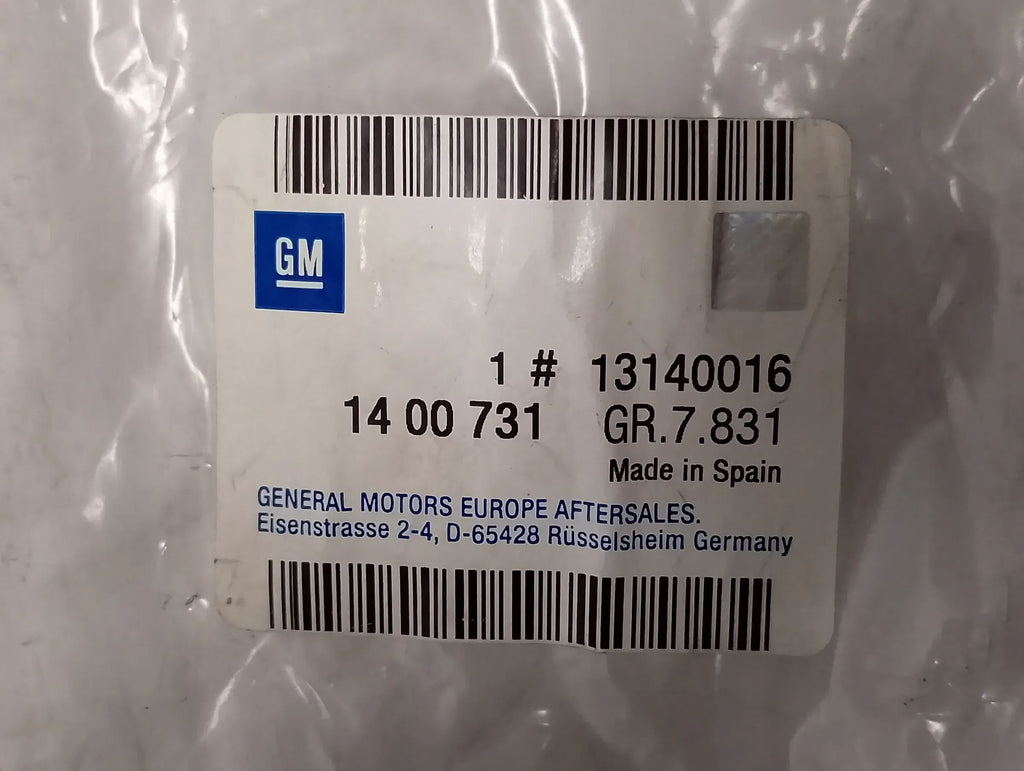 GM
1 # 13140016
14 00 731 GR.7.831
Made in Spain
GENERAL MOTORS EUROPE AFTERSALES.
Eisenstrasse 2-4, D-65428 Rüsselsheim Germany